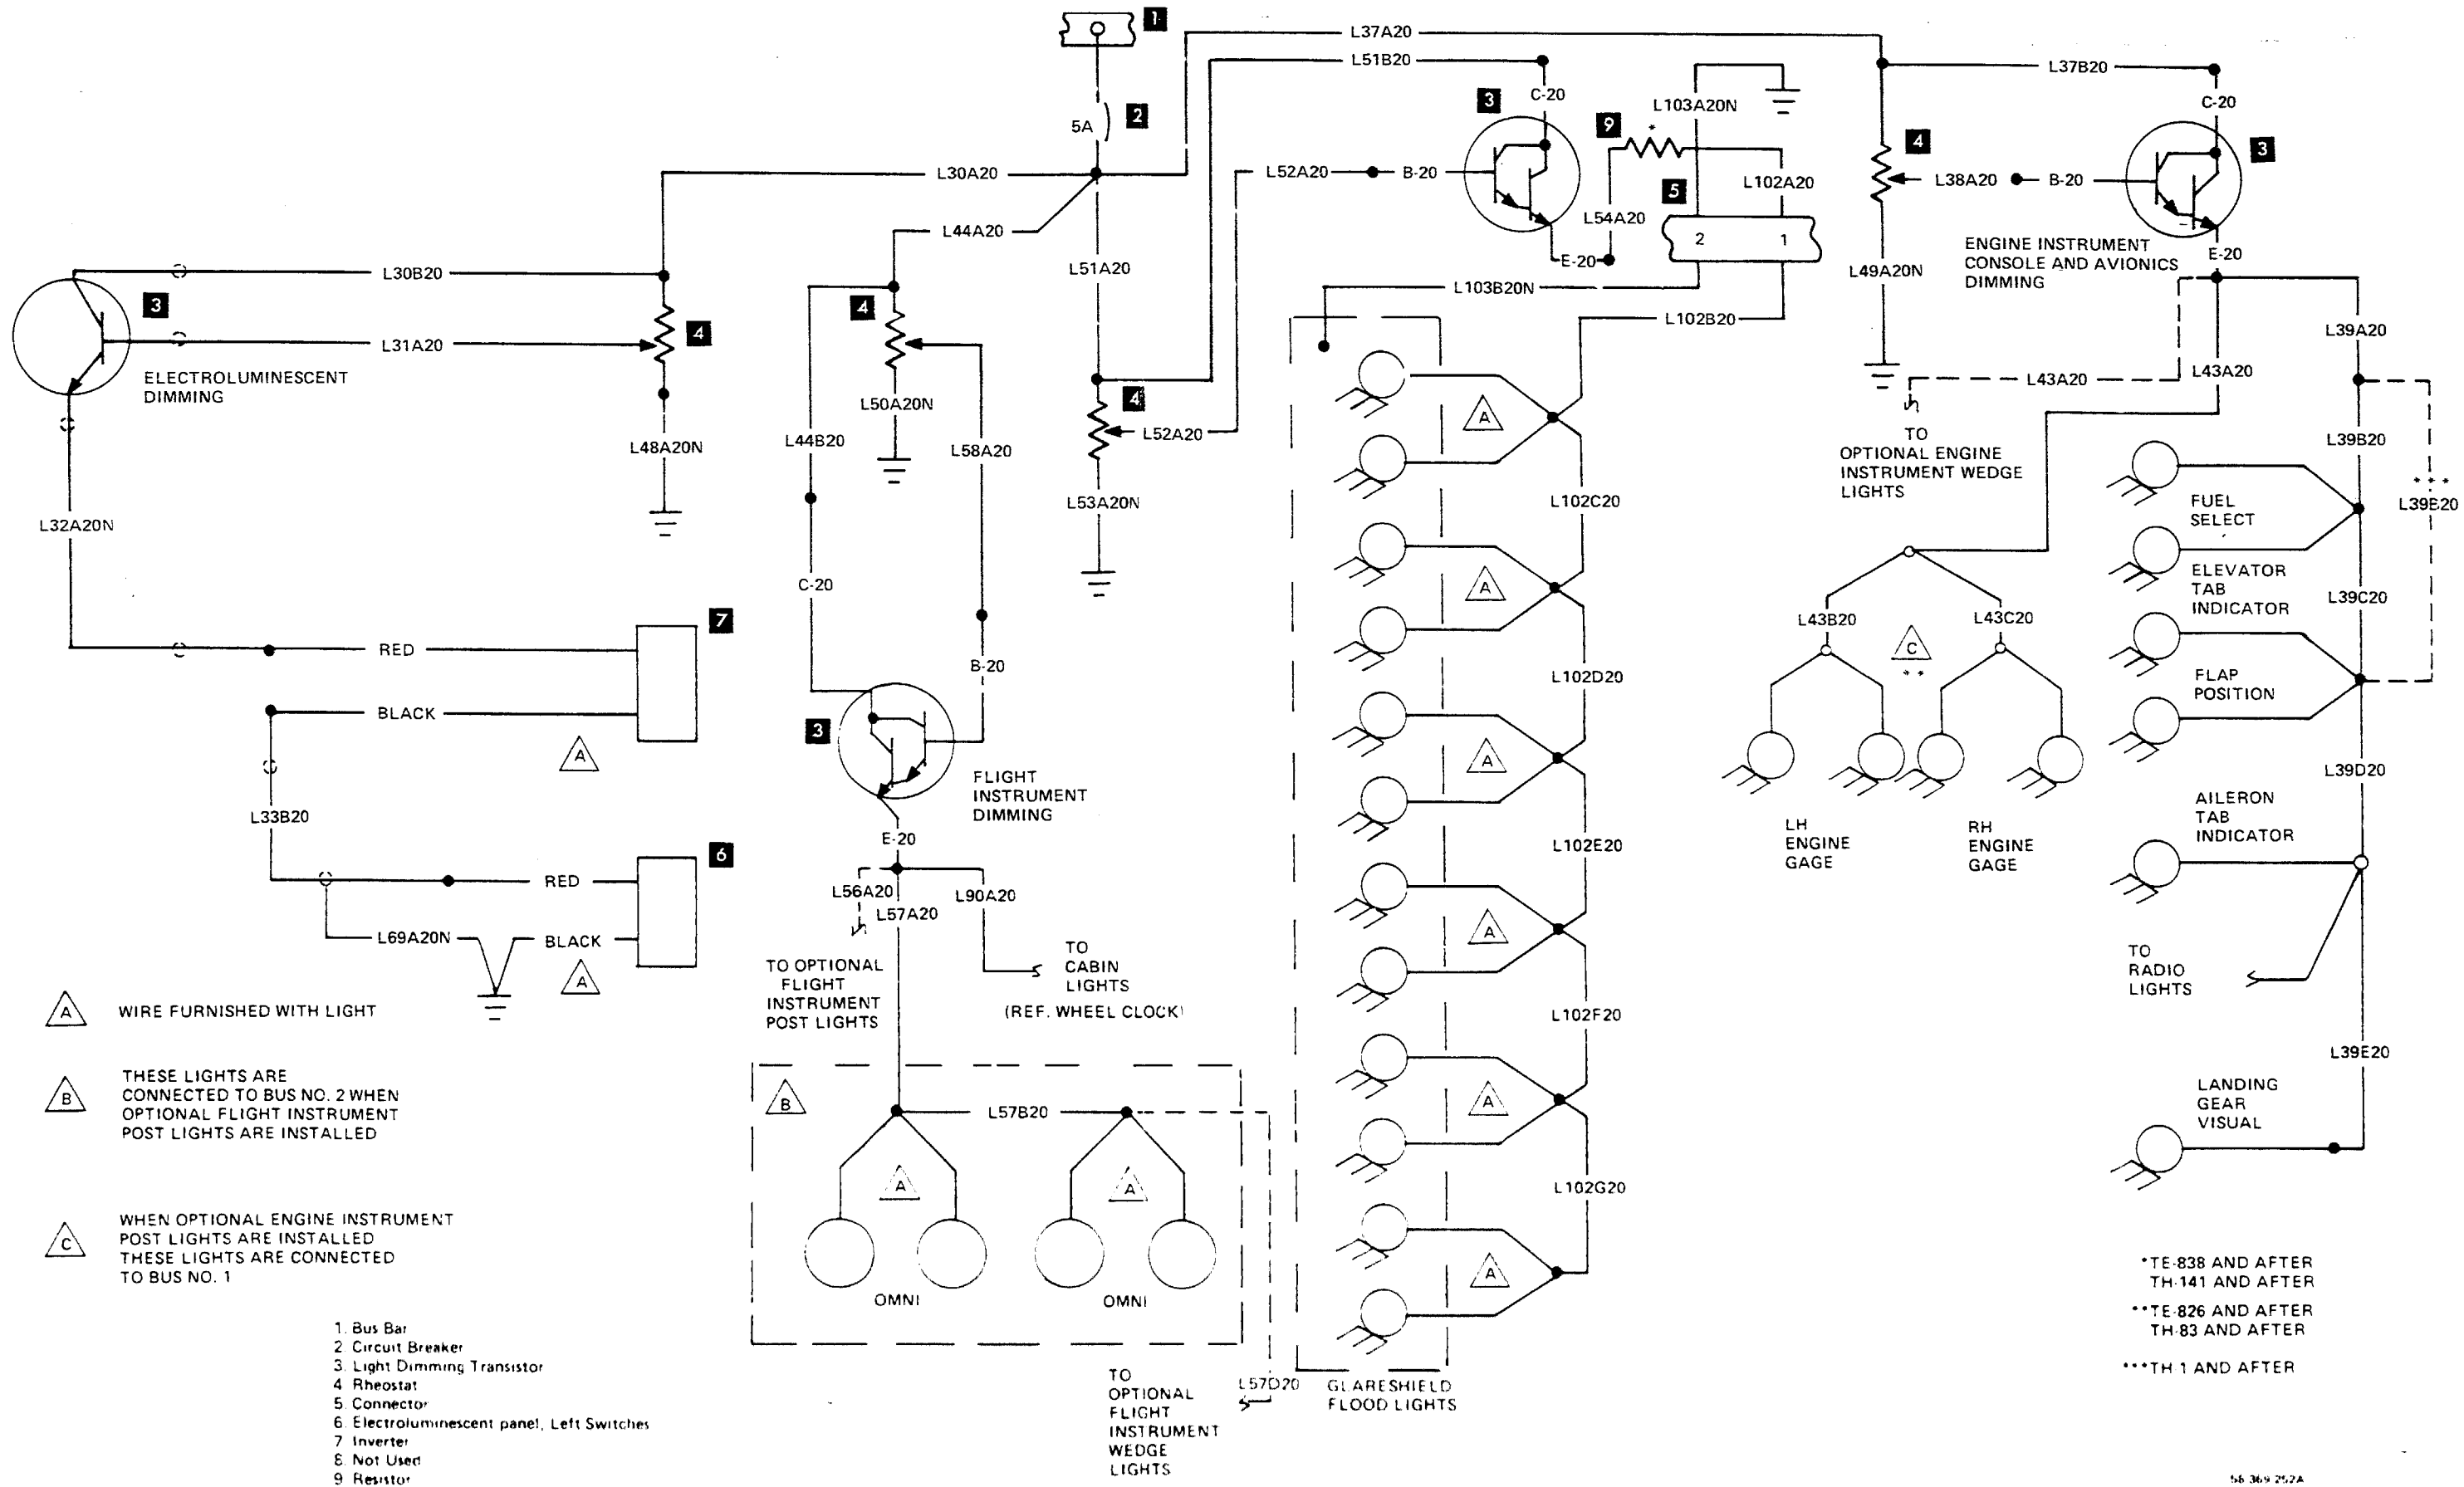 1
L37A20
L51B20
L37B20
2
5A
3
C-20
L103A20N
9
*
C-20
4
3
L30A20
L52A20
B-20
L102A20
L38A20
B-20
5
L54A20
L44A20
2
1
E-20
ENGINE INSTRUMENT
CONSOLE AND AVIONICS
DIMMING
E-20
L51A20
L49A20N
L30B20
L103B20N
3
4
4
L102B20
L39A20
L31A20
ELECTROLUMINESCENT
DIMMING
L43A20
L43A20
4
L50A20N
A
L48A20N
L44B20
L58A20
L52A20
TO
OPTIONAL ENGINE
INSTRUMENT WEDGE
LIGHTS
L39B20
L53A20N
L102C20
***
L39E20
FUEL
SELECT
L32A20N
C-20
A
ELEVATOR
TAB
INDICATOR
L39C20
7
L43B20
C
**
L43C20
RED
B-20
L102D20
FLAP
POSITION
BLACK
3
A
A
L39D20
FLIGHT
INSTRUMENT
DIMMING
AILERON
TAB
INDICATOR
L33B20
E-20
LH
ENGINE
GAGE
RH
ENGINE
GAGE
L102E20
6
RED
L56A20
L57A20
L90A20
A
L69A20N
BLACK
A
TO OPTIONAL
FLIGHT
INSTRUMENT
POST LIGHTS
TO
CABIN
LIGHTS
(REF. WHEEL CLOCK)
TO
RADIO
LIGHTS
A WIRE FURNISHED WITH LIGHT
L102F20
L39E20
B THESE LIGHTS ARE
CONNECTED TO BUS NO. 2 WHEN
OPTIONAL FLIGHT INSTRUMENT
POST LIGHTS ARE INSTALLED
B
L57B20
A
LANDING
GEAR
VISUAL
A
A
L102G20
C WHEN OPTIONAL ENGINE INSTRUMENT
POST LIGHTS ARE INSTALLED
THESE LIGHTS ARE CONNECTED
TO BUS NO. 1
A
OMNI
OMNI
*TE-838 AND AFTER
TH-141 AND AFTER
**TE-826 AND AFTER
TH-83 AND AFTER
***TH-1 AND AFTER
1. Bus Bar
2. Circuit Breaker
3. Light Dimming Transistor
4 Rheostat
5. Connector
6. Electroluminescent panel, Left Switches
7 Inverter
8. Not Used
9 Resistor
TO
OPTIONAL
FLIGHT
INSTRUMENT
WEDGE
LIGHTS
L57D20
GLARESHIELD
FLOOD LIGHTS
58 369 252A